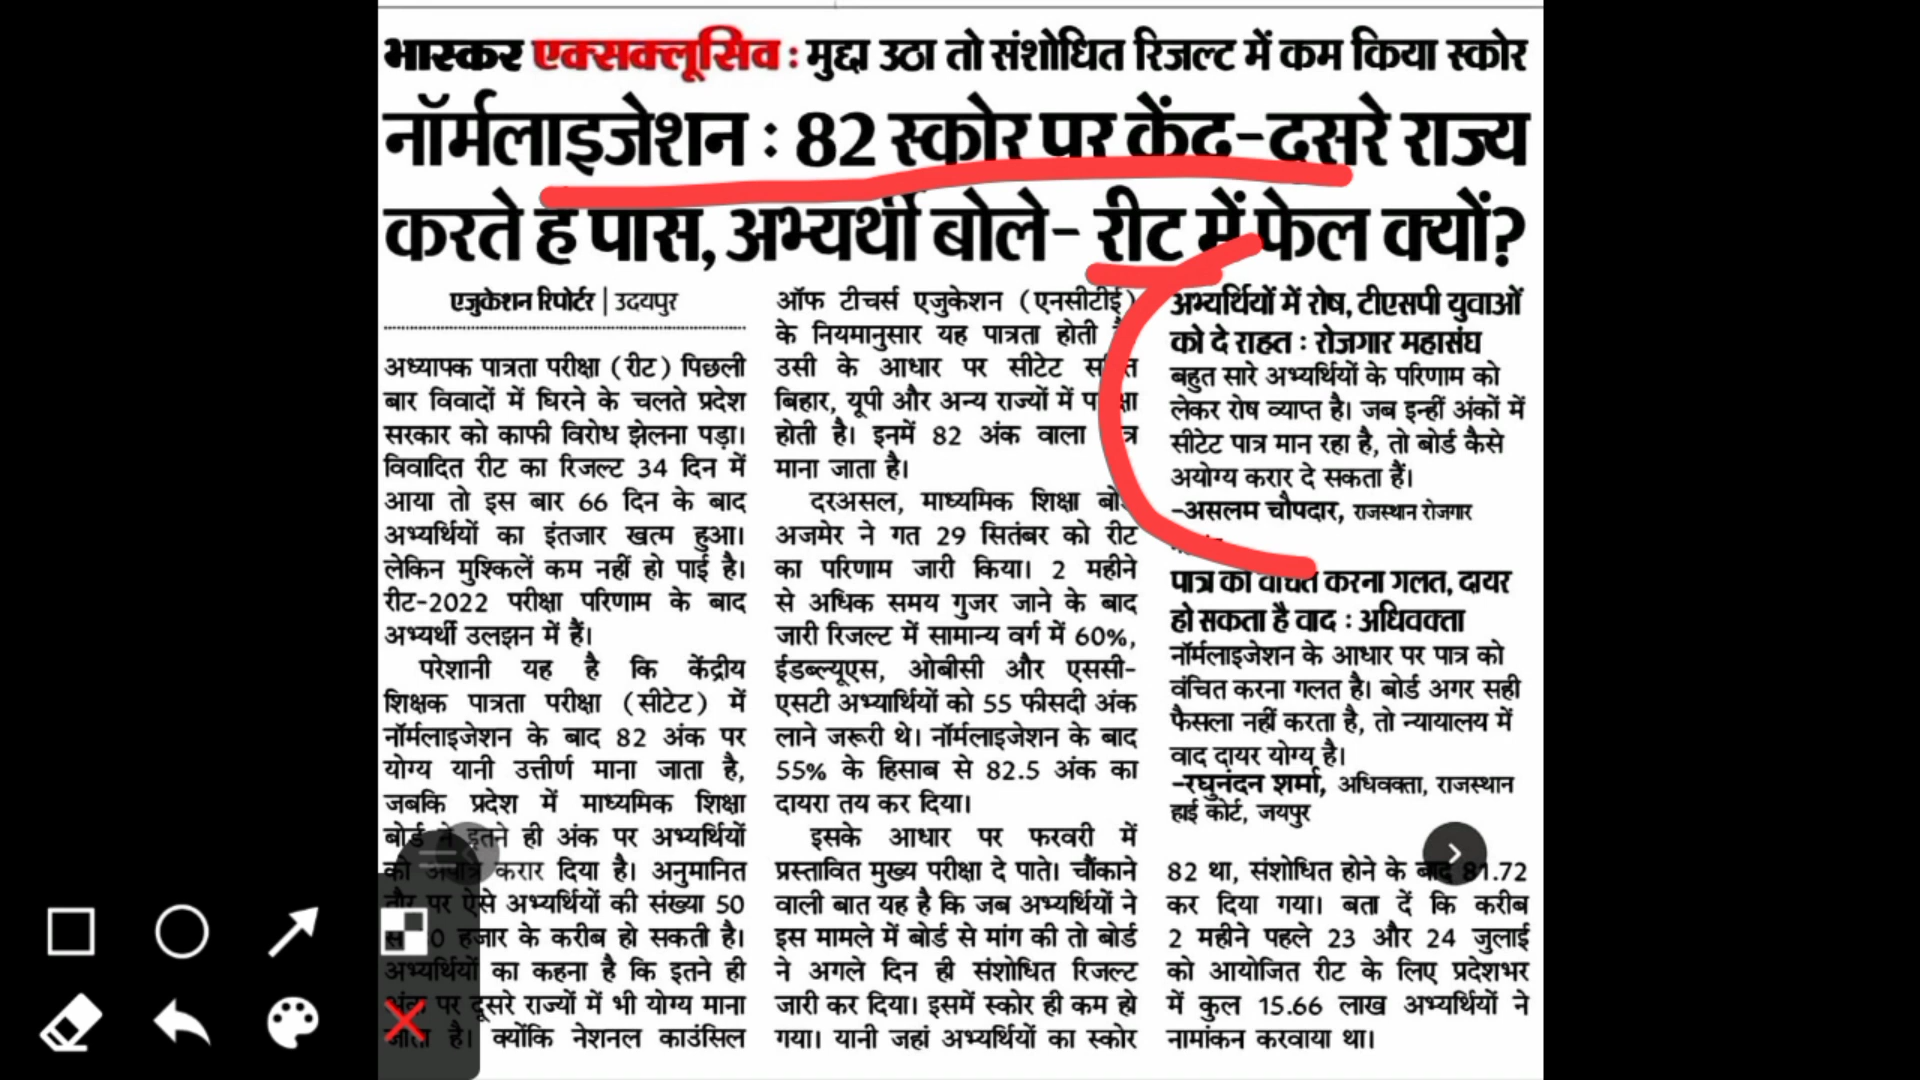 भास्कर एक्सक्लूसिव : मुद्दा उठा तो संशोधित रिजल्ट में कम किया स्कोर
नॉर्मलाइजेशन : 82 स्कोर पर केंद्र-दूसरे राज्य
करते हैं पास, अभ्यर्थी बोले- रीट में फेल क्यों?
एजुकेशन रिपोर्टर | उदयपुर
अध्यापक पात्रता परीक्षा (रीट) पिछली
बार विवादों में घिरने के चलते प्रदेश
सरकार को काफी विरोध झेलना पड़ा।
विवादित रीट का रिजल्ट 34 दिन में
आया तो इस बार 66 दिन के बाद
अभ्यर्थियों का इंतजार खत्म हुआ।
लेकिन मुश्किलें कम नहीं हो पाई है।
रीट-2022 परीक्षा परिणाम के बाद
अभ्यर्थी उलझन में हैं।
परेशानी यह है कि केंद्रीय
शिक्षक पात्रता परीक्षा (सीटेट) में
नॉर्मलाइजेशन के बाद 82 अंक पर
योग्य यानी उत्तीर्ण माना जाता है,
जबकि प्रदेश में माध्यमिक शिक्षा
बोर्ड ने इतने ही अंक पर अभ्यर्थियों
को अपात्र करार दिया है। अनुमानित
तौर पर ऐसे अभ्यर्थियों की संख्या 50
हजार के करीब हो सकती है।
अभ्यर्थियों का कहना है कि इतने ही
अंक पर दूसरे राज्यों में भी योग्य माना
जाता है। क्योंकि नेशनल काउंसिल
ऑफ टीचर्स एजुकेशन (एनसीटीई)
के नियमानुसार यह पात्रता होती
उसी के आधार पर सीटेट सहित
बिहार, यूपी और अन्य राज्यों में परीक्षा
होती है। इनमें 82 अंक वाला पात्र
माना जाता है।
दरअसल, माध्यमिक शिक्षा बोर्ड
अजमेर ने गत 29 सितंबर को रीट
का परिणाम जारी किया। 2 महीने
से अधिक समय गुजर जाने के बाद
जारी रिजल्ट में सामान्य वर्ग में 60%,
ईडब्ल्यूएस, ओबीसी और एससी-
एसटी अभ्यार्थियों को 55 फीसदी अंक
लाने जरूरी थे। नॉर्मलाइजेशन के बाद
55% के हिसाब से 82.5 अंक का
दायरा तय कर दिया।
इसके आधार पर फरवरी में
प्रस्तावित मुख्य परीक्षा दे पाते। चौंकाने
वाली बात यह है कि जब अभ्यर्थियों ने
इस मामले में बोर्ड से मांग की तो बोर्ड
ने अगले दिन ही संशोधित रिजल्ट
जारी कर दिया। इसमें स्कोर ही कम हो
गया। यानी जहां अभ्यर्थियों का स्कोर
अभ्यर्थियों में रोष, टीएसपी युवाओं
को दे राहत : रोजगार महासंघ
बहुत सारे अभ्यर्थियों के परिणाम को
लेकर रोष व्याप्त है। जब इन्हीं अंकों में
सीटेट पात्र मान रहा है, तो बोर्ड कैसे
अयोग्य करार दे सकता हैं।
-असलम चौपदार, राजस्थान रोजगार
पात्र को वंचित करना गलत, दायर
हो सकता है वाद : अधिवक्ता
नॉर्मलाइजेशन के आधार पर पात्र को
वंचित करना गलत है। बोर्ड अगर सही
फैसला नहीं करता है, तो न्यायालय में
वाद दायर योग्य है।
-रघुनंदन शर्मा, अधिवक्ता, राजस्थान
हाई कोर्ट, जयपुर
82 था, संशोधित होने के बाद 81.72
कर दिया गया। बता दें कि करीब
2 महीने पहले 23 और 24 जुलाई
को आयोजित रीट के लिए प्रदेशभर
में कुल 15.66 लाख अभ्यर्थियों ने
नामांकन करवाया था।